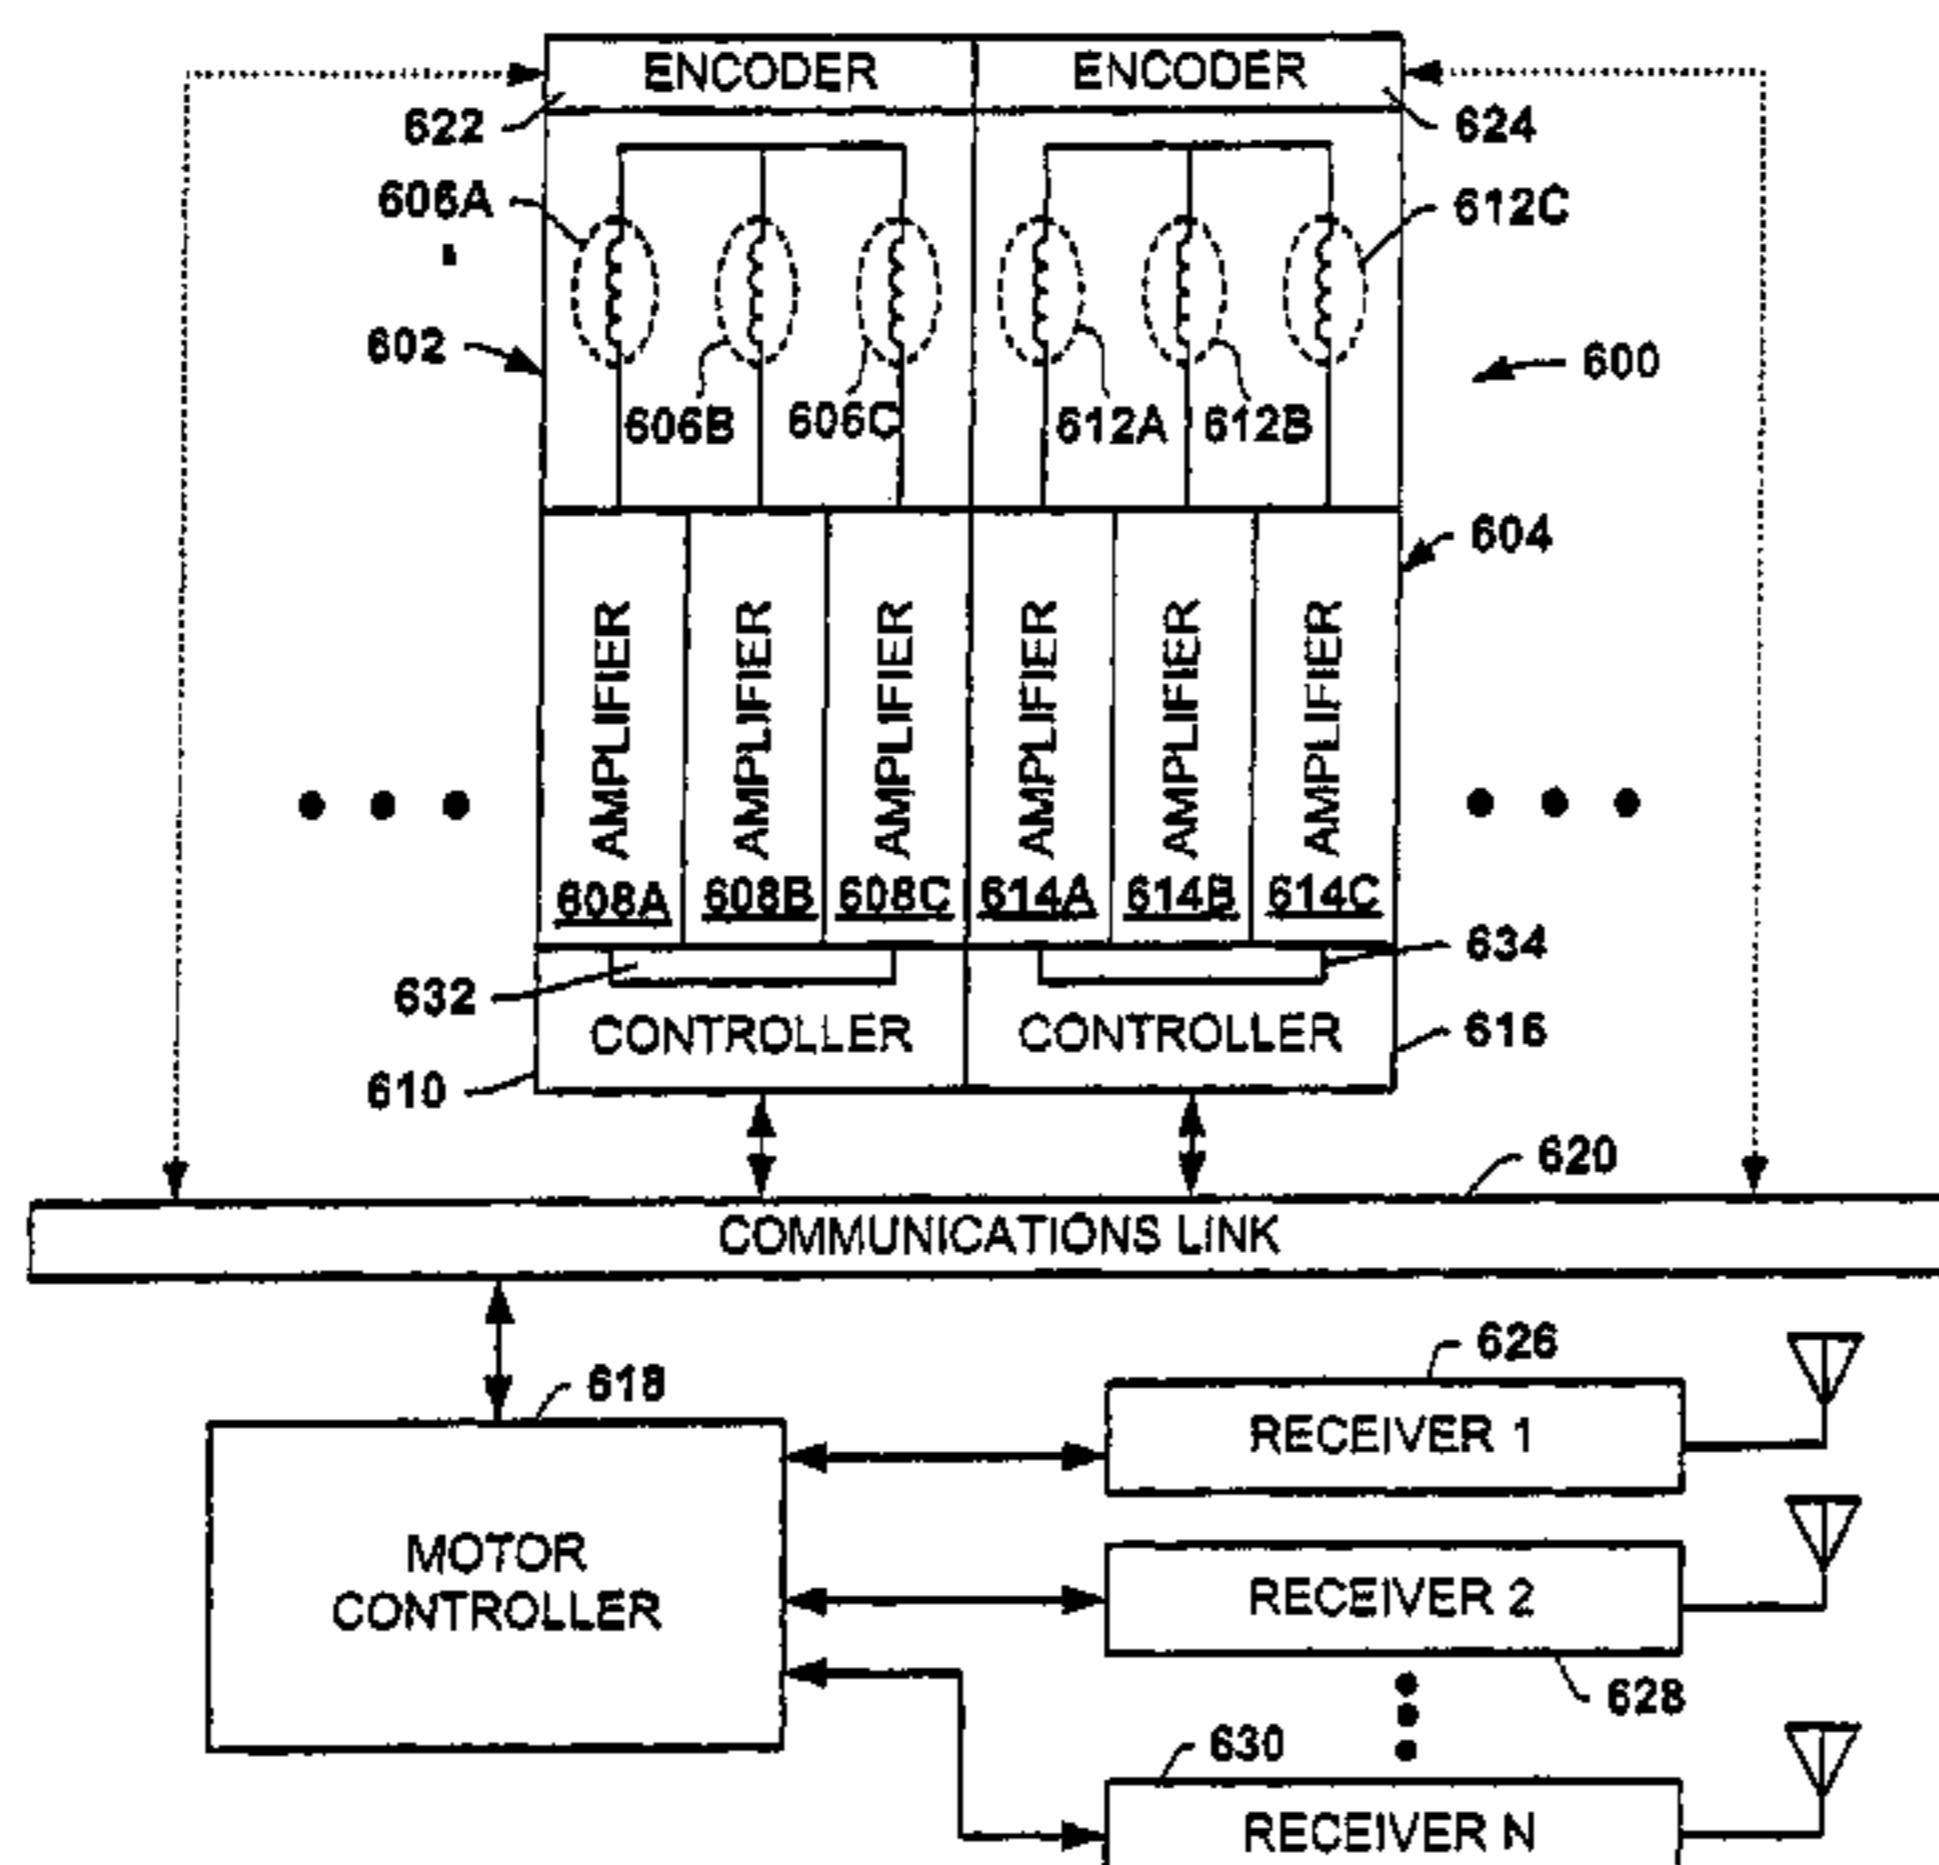 ENCODER ENCODER
622 624
606A 612C
602 600
606B 606C 612A 612B
604
AMPLIFIER AMPLIFIER AMPLIFIER AMPLIFIER AMPLIFIER AMPLIFIER
608A 608B 608C 614A 614B 614C
634
632
CONTROLLER CONTROLLER
616
610
620
COMMUNICATIONS LINK
626
618
RECEIVER 1
MOTOR
CONTROLLER
RECEIVER 2
628
630
RECEIVER N